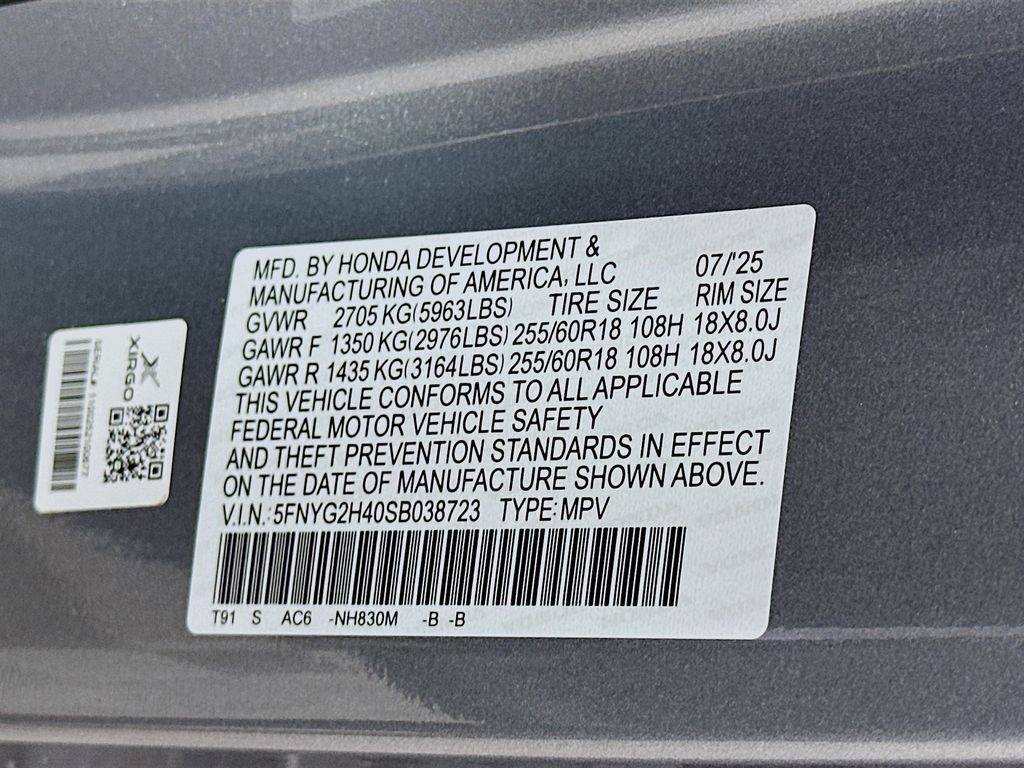 MFD. BY HONDA DEVELOPMENT &
MANUFACTURING OF AMERICA, LLC 07/'25
GVWR 2705 KG(5963LBS) TIRE SIZE RIM SIZE
GAWR F 1350 KG(2976LBS) 255/60R18 108H 18X8.0J
GAWR R 1435 KG(3164LBS) 255/60R18 108H 18X8.0J
THIS VEHICLE CONFORMS TO ALL APPLICABLE
FEDERAL MOTOR VEHICLE SAFETY
AND THEFT PREVENTION STANDARDS IN EFFECT
ON THE DATE OF MANUFACTURE SHOWN ABOVE.
V.I.N.:5FNYG2H40SB038723 TYPE:MPV
T91 S AC6 -NH830M -B -B
XIRGO
SERIAL#